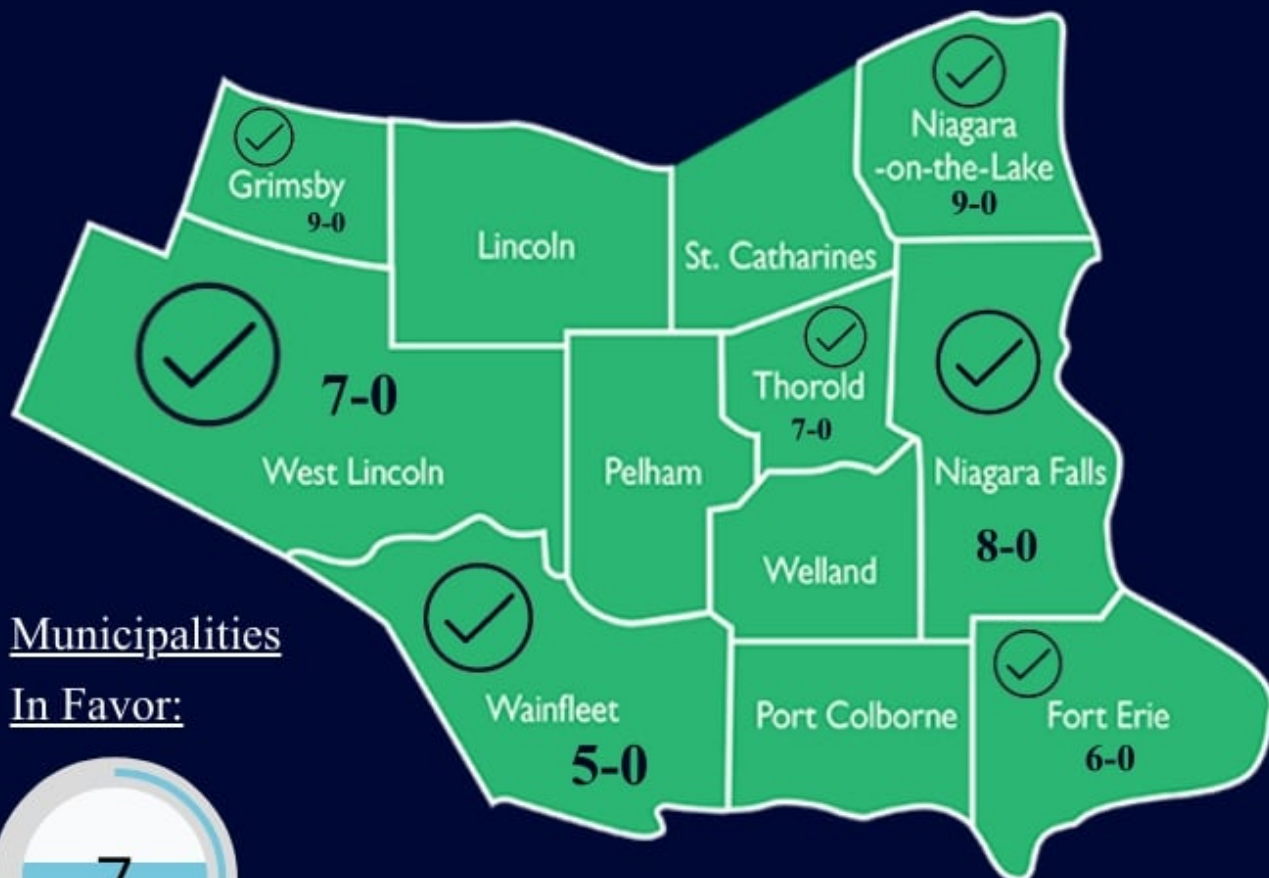 Niagara
-on-the-Lake
9-0
Grimsby
9-0
Lincoln
St. Catharines
7-0
Thorold
7-0
West Lincoln
Pelham
Niagara Falls
8-0
Welland
Municipalities
In Favor:
Wainfleet
5-0
Port Colborne
Fort Erie
6-0
7